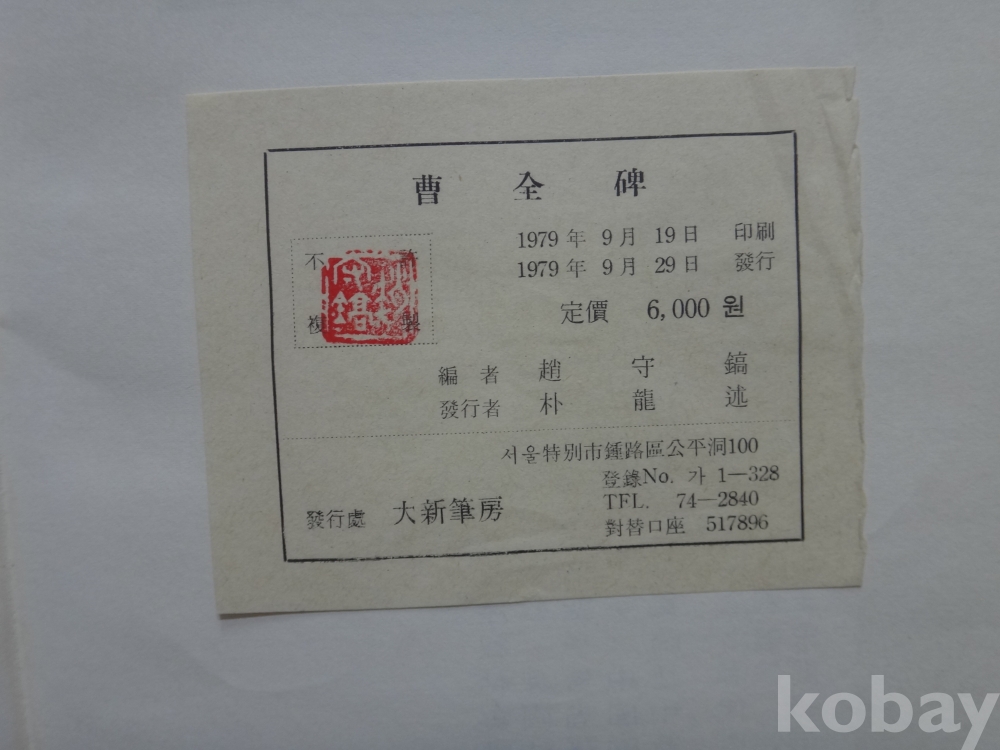 曹全碑
1979年 9月 19日 印刷
1979年 9月 29日 發行
不許
複製
定價 6,000 원
編者 趙守鎬
發行者 朴龍述
서울特別市鍾路區公平洞100
登錄No. 가 1—328
TFL. 74—2840
發行處 大新筆房
對替口座 517896
kobay